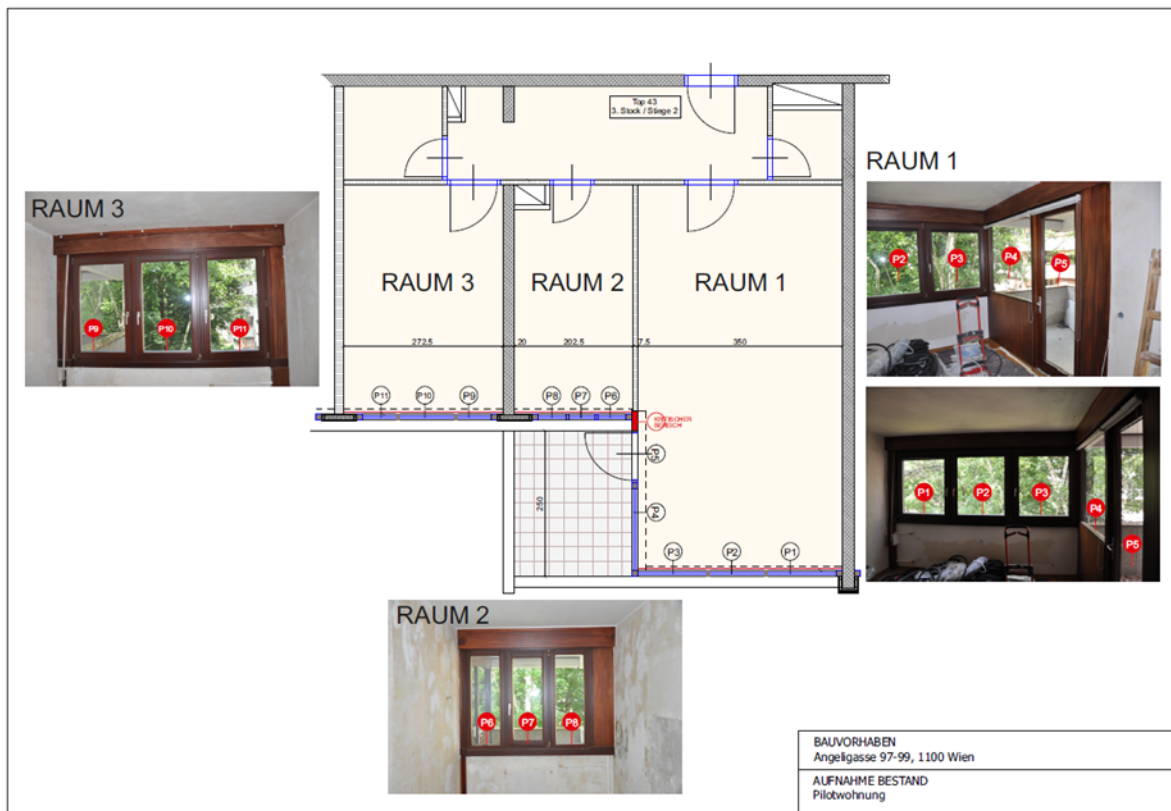 Top 43
3. Stock / Stiege 2
RAUM 1
P2
P3
P4
P5
RAUM 3
P9
P10
P11
RAUM 3
RAUM 2
RAUM 1
272.5
20
202.5
7.5
350
P11
P10
P9
P8
P7
P6
KRITISCHER
BEREICH
P5
P4
250
P3
P2
P1
P1
P2
P3
P4
P5
RAUM 2
P6
P7
P8
BAUVORHABEN
Angeligasse 97-99, 1100 Wien
AUFNAHME BESTAND
Pilotwohnung